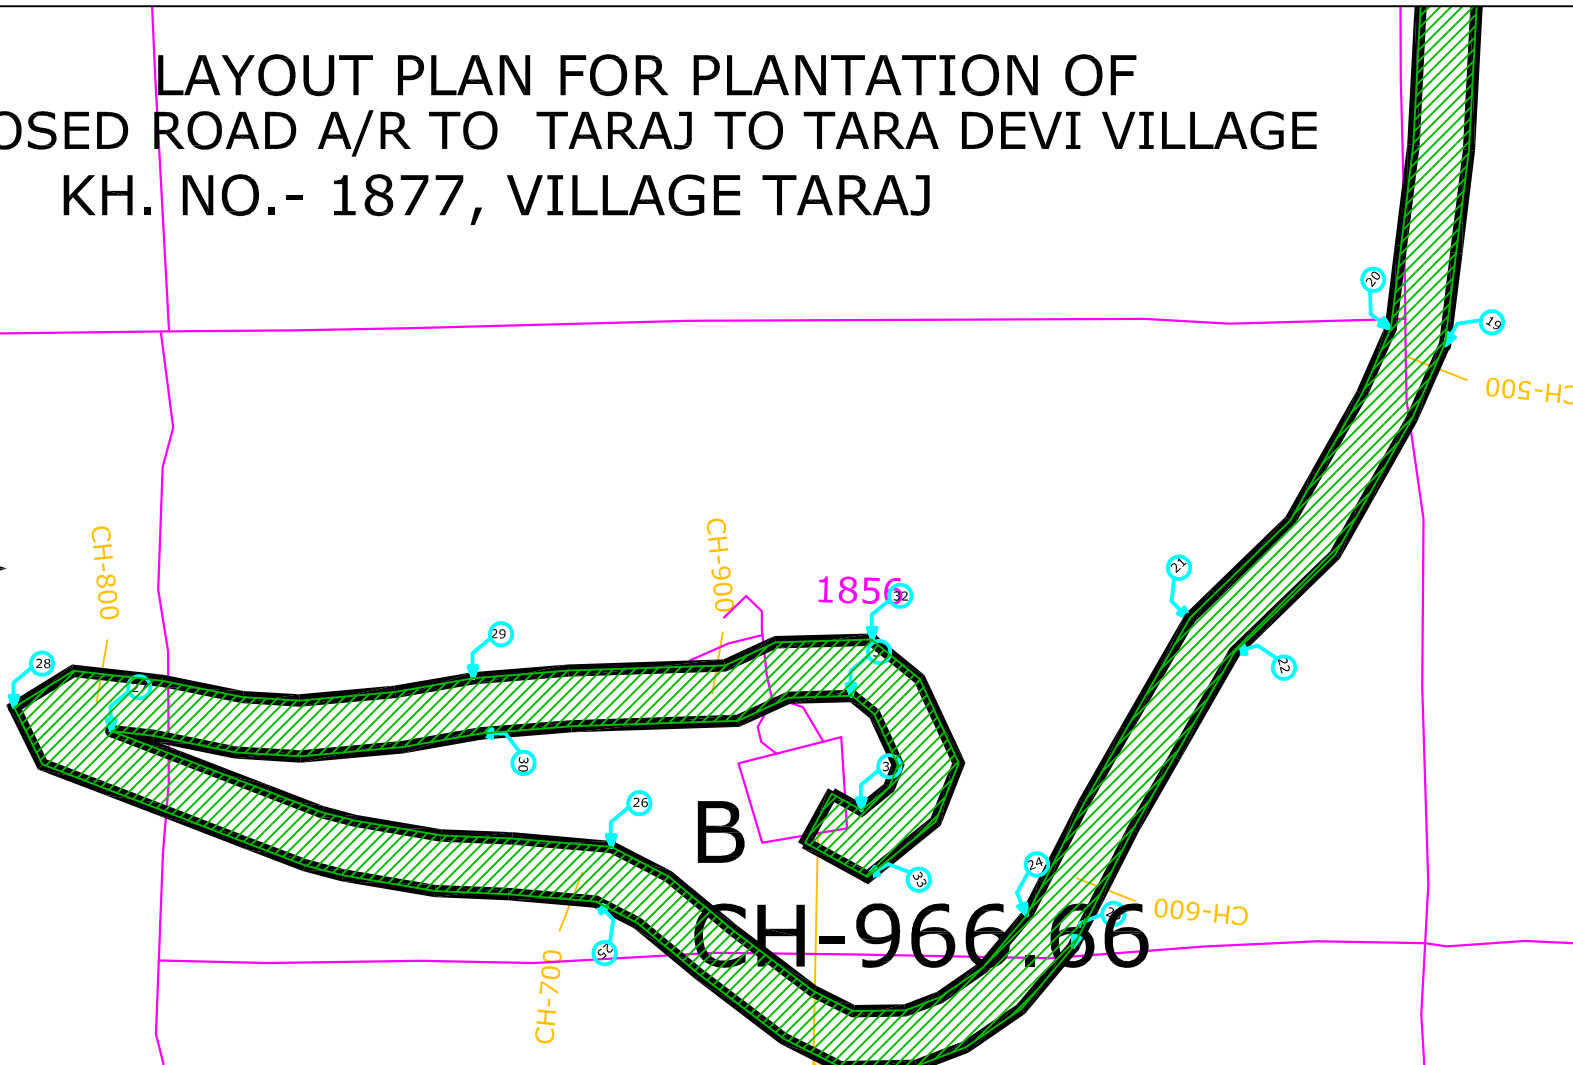 LAYOUT PLAN FOR PLANTATION OF
OSED ROAD A/R TO TARAJ TO TARA DEVI VILLAGE
KH. NO.- 1877, VILLAGE TARAJ
20
19
CH-500
CH-800
CH-900
21
1856
32
29
28
27
22
30
26
B
33
24
CH-600
CH-966.66
25
CH-700